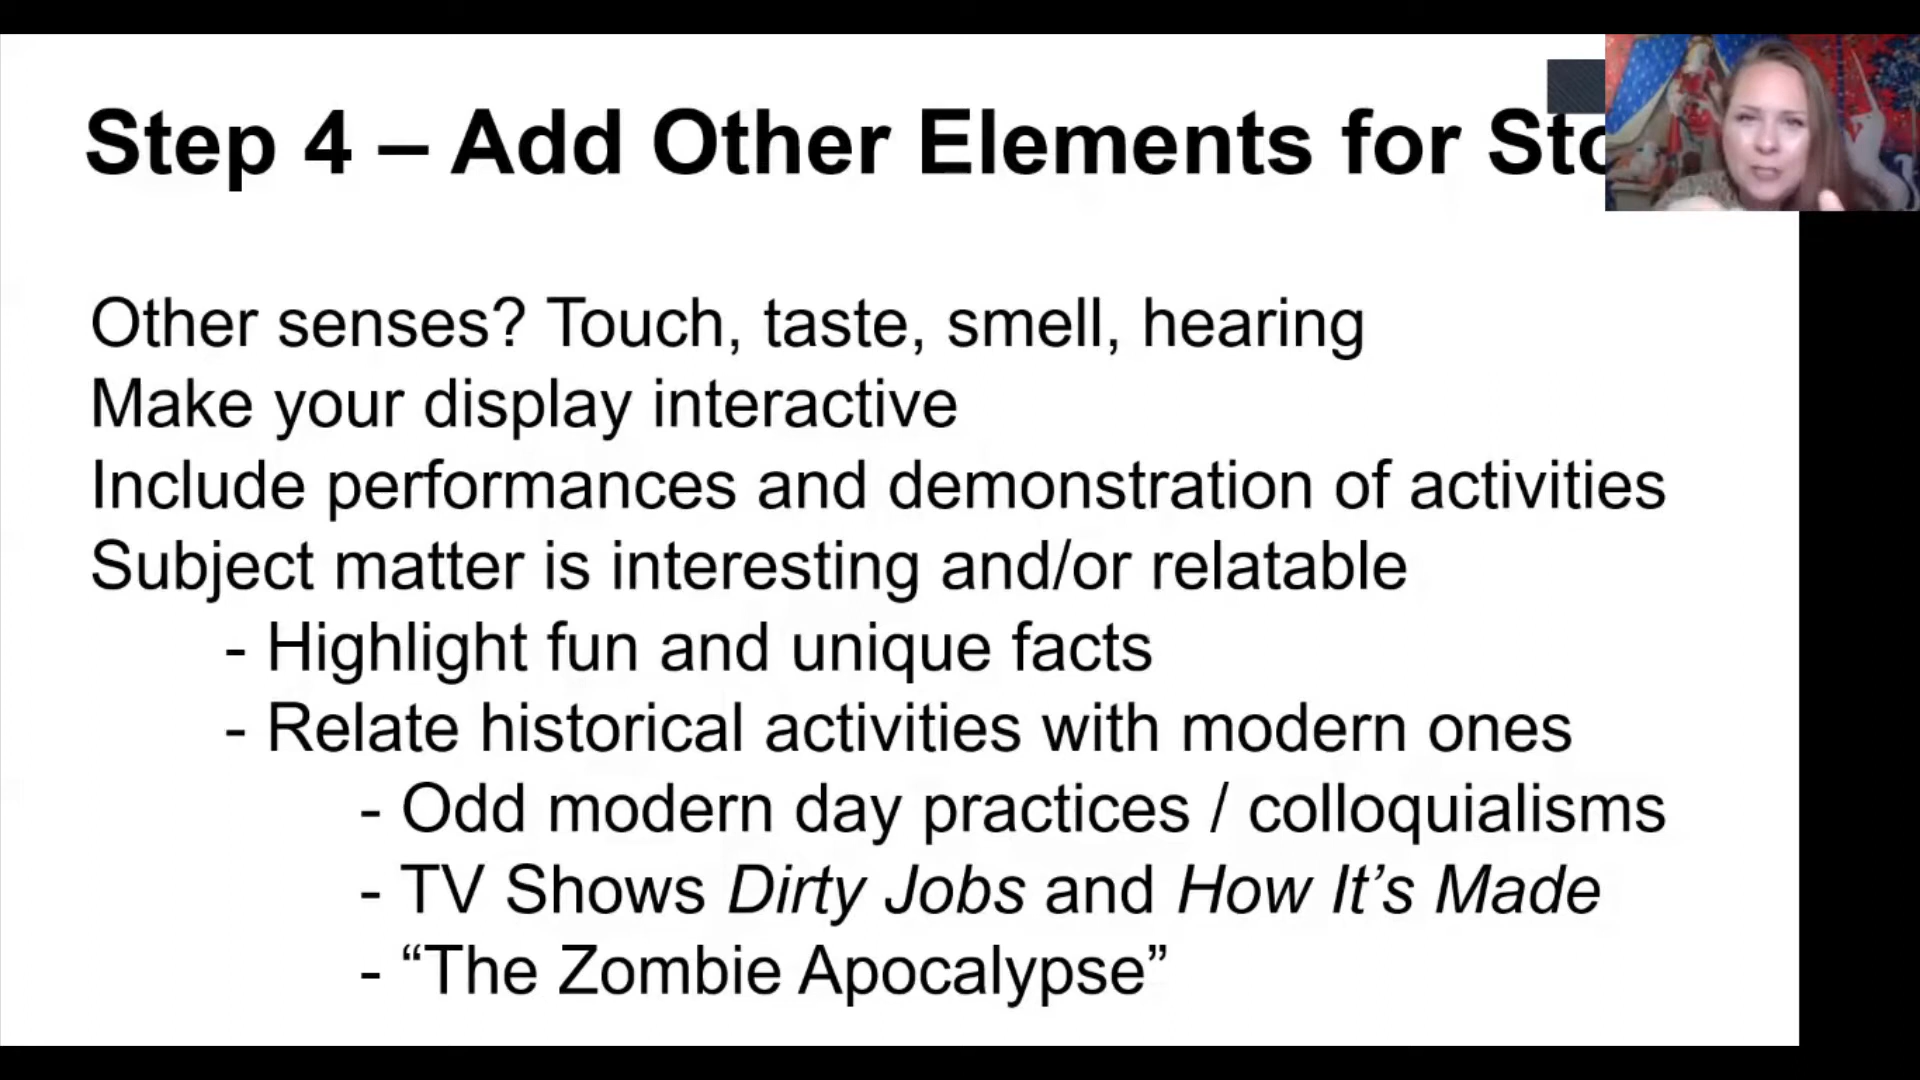 Step 4 – Add Other Elements for
Other senses? Touch, taste, smell, hearing
Make your display interactive
Include performances and demonstration of activities
Subject matter is interesting and/or relatable
- Highlight fun and unique facts
- Relate historical activities with modern ones
- Odd modern day practices / colloquialisms
- TV Shows Dirty Jobs and How It’s Made
- “The Zombie Apocalypse”